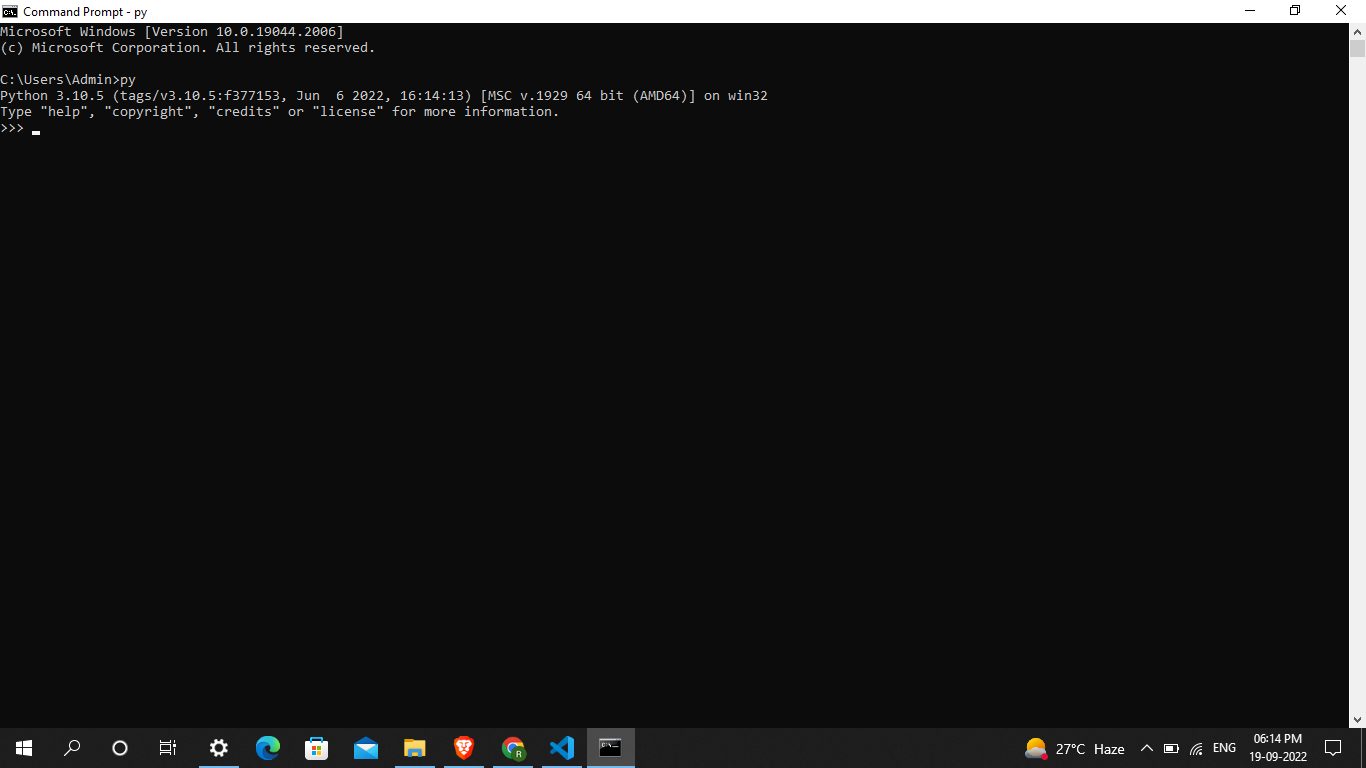 Command Prompt - py
Microsoft Windows [Version 10.0.19044.2006]
(c) Microsoft Corporation. All rights reserved.
C:\Users\Admin>py
Python 3.10.5 (tags/v3.10.5:f377153, Jun  6 2022, 16:14:13) [MSC v.1929 64 bit (AMD64)] on win32
Type "help", "copyright", "credits" or "license" for more information.
>>>
27°C Haze
ENG
06:14 PM
19-09-2022